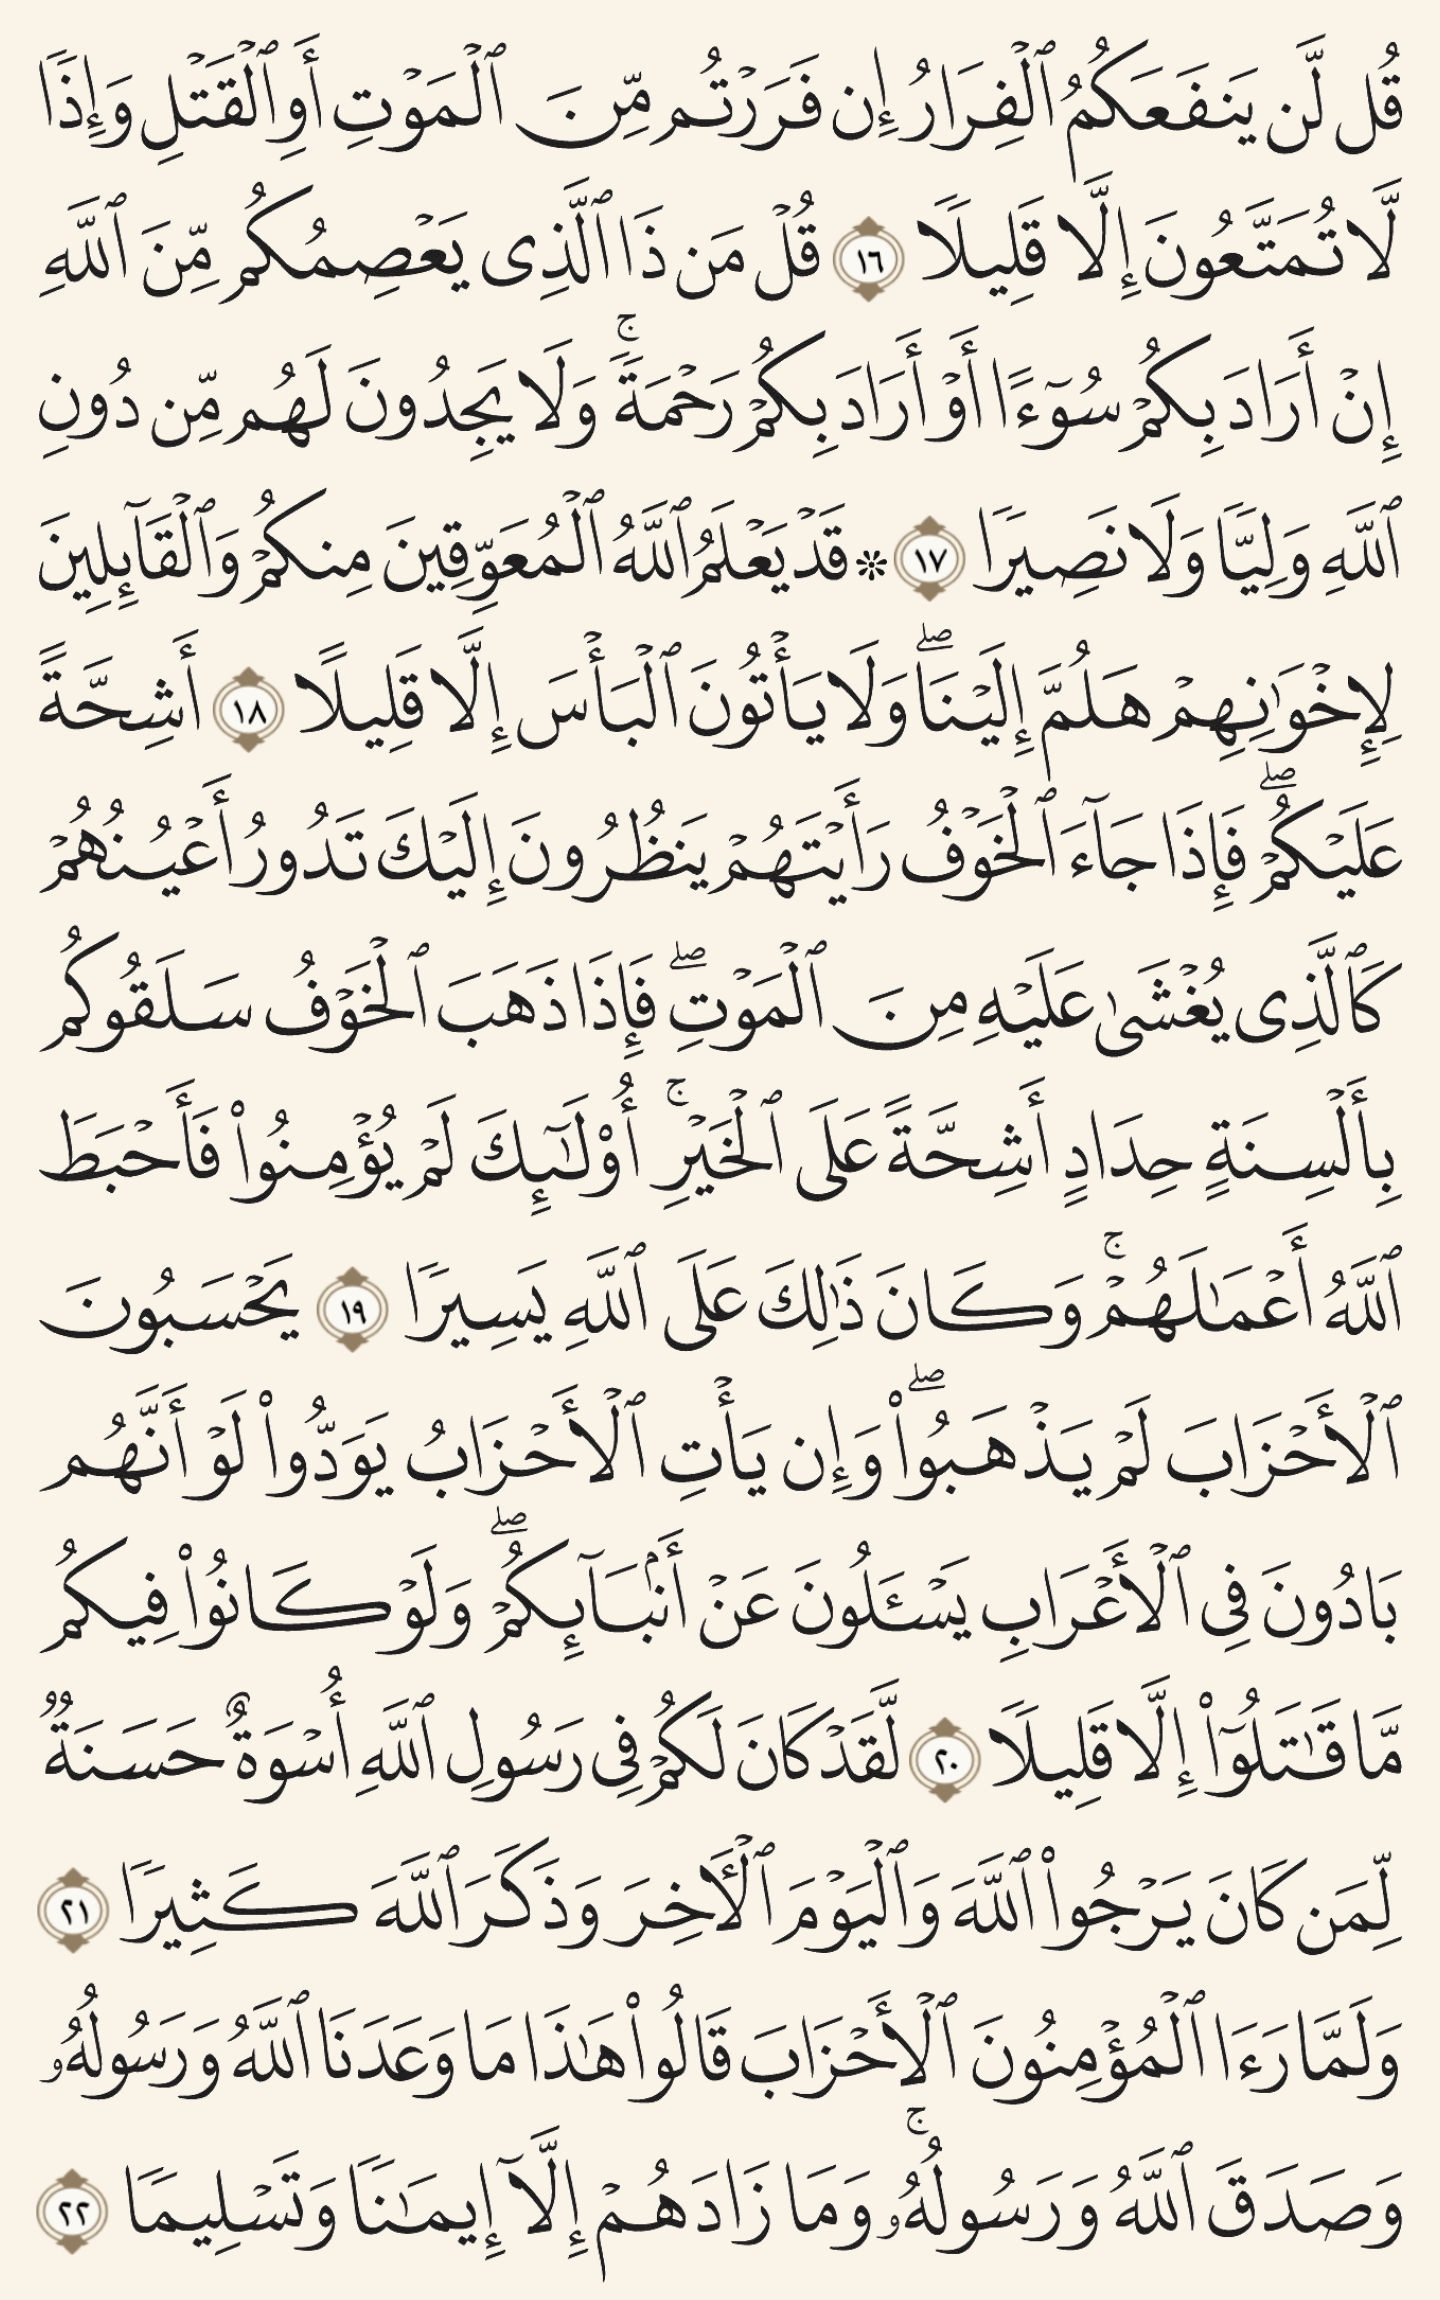 قُل لَّن يَنفَعَكُمُ ٱلْفِرَارُ إِن فَرَرْتُم مِّنَ ٱلْمَوْتِ أَوِ ٱلْقَتْلِ وَإِذًا
لَّا تُمَتَّعُونَ إِلَّا قَلِيلًا ١٦ قُلْ مَن ذَا ٱلَّذِى يَعْصِمُكُم مِّنَ ٱللَّهِ
إِنْ أَرَادَ بِكُمْ سُوٓءًا أَوْ أَرَادَ بِكُمْ رَحْمَةً ۚ وَلَا يَجِدُونَ لَهُم مِّن دُونِ
ٱللَّهِ وَلِيًّا وَلَا نَصِيرًا ١٧ ۞ قَدْ يَعْلَمُ ٱللَّهُ ٱلْمُعَوِّقِينَ مِنكُمْ وَٱلْقَآئِلِينَ
لِإِخْوَٰنِهِمْ هَلُمَّ إِلَيْنَا ۖ وَلَا يَأْتُونَ ٱلْبَأْسَ إِلَّا قَلِيلًا ١٨ أَشِحَّةً
عَلَيْكُمْ ۖ فَإِذَا جَآءَ ٱلْخَوْفُ رَأَيْتَهُمْ يَنظُرُونَ إِلَيْكَ تَدُورُ أَعْيُنُهُمْ
كَٱلَّذِى يُغْشَىٰ عَلَيْهِ مِنَ ٱلْمَوْتِ ۖ فَإِذَا ذَهَبَ ٱلْخَوْفُ سَلَقُوكُم
بِأَلْسِنَةٍ حِدَادٍ أَشِحَّةً عَلَى ٱلْخَيْرِ ۚ أُو۟لَٰٓئِكَ لَمْ يُؤْمِنُوا۟ فَأَحْبَطَ
ٱللَّهُ أَعْمَٰلَهُمْ ۚ وَكَانَ ذَٰلِكَ عَلَى ٱللَّهِ يَسِيرًا ١٩ يَحْسَبُونَ
ٱلْأَحْزَابَ لَمْ يَذْهَبُوا۟ ۖ وَإِن يَأْتِ ٱلْأَحْزَابُ يَوَدُّوا۟ لَوْ أَنَّهُم
بَادُونَ فِى ٱلْأَعْرَابِ يَسْـَٔلُونَ عَنْ أَنۢبَآئِكُمْ ۖ وَلَوْ كَانُوا۟ فِيكُم
مَّا قَٰتَلُوٓا۟ إِلَّا قَلِيلًا ٢٠ لَّقَدْ كَانَ لَكُمْ فِى رَسُولِ ٱللَّهِ أُسْوَةٌ حَسَنَةٌ
لِّمَن كَانَ يَرْجُوا۟ ٱللَّهَ وَٱلْيَوْمَ ٱلْـَٔاخِرَ وَذَكَرَ ٱللَّهَ كَثِيرًا ٢١
وَلَمَّا رَءَا ٱلْمُؤْمِنُونَ ٱلْأَحْزَابَ قَالُوا۟ هَٰذَا مَا وَعَدَنَا ٱللَّهُ وَرَسُولُهُۥ
وَصَدَقَ ٱللَّهُ وَرَسُولُهُۥ ۚ وَمَا زَادَهُمْ إِلَّآ إِيمَٰنًا وَتَسْلِيمًا ٢٢